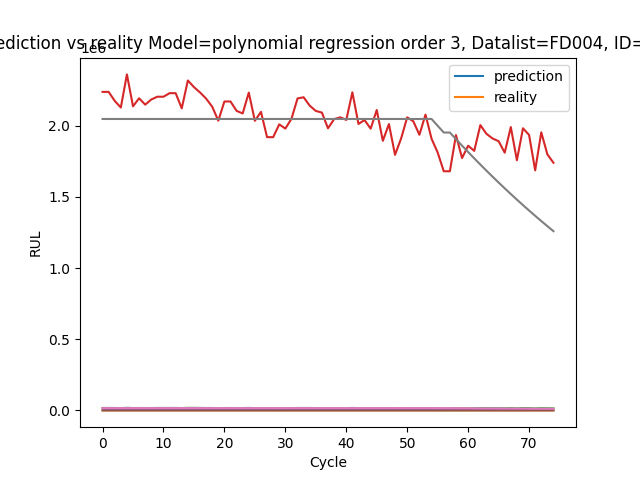 ediction vs reality Model=polynomial regression order 3, Datalist=FD004, ID=
1e6
prediction
reality
2.0
1.5
1.0
0.5
0.0
RUL
0 10 20 30 40 50 60 70
Cycle